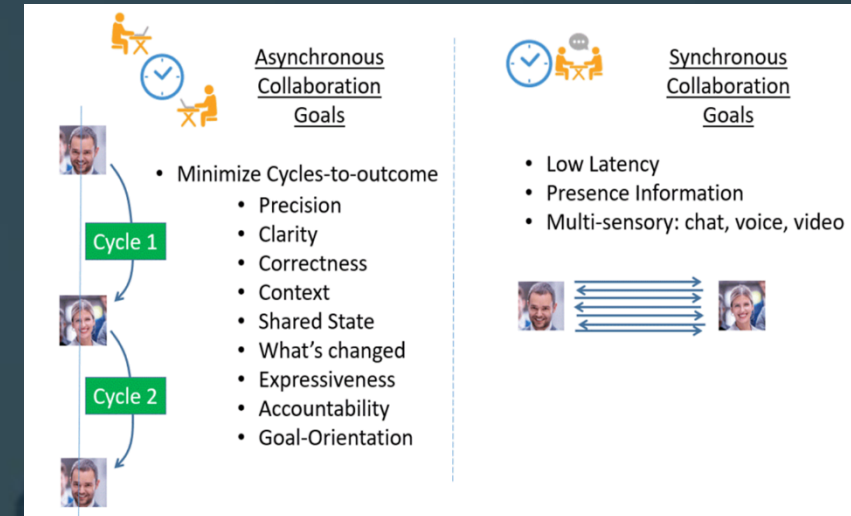 Asynchronous
Collaboration
Goals
• Minimize Cycles-to-outcome
• Precision
• Clarity
• Correctness
• Context
• Shared State
• What's changed
• Expressiveness
• Accountability
• Goal-Orientation
Cycle 1
Cycle 2
Synchronous
Collaboration
Goals
• Low Latency
• Presence Information
• Multi-sensory: chat, voice, video